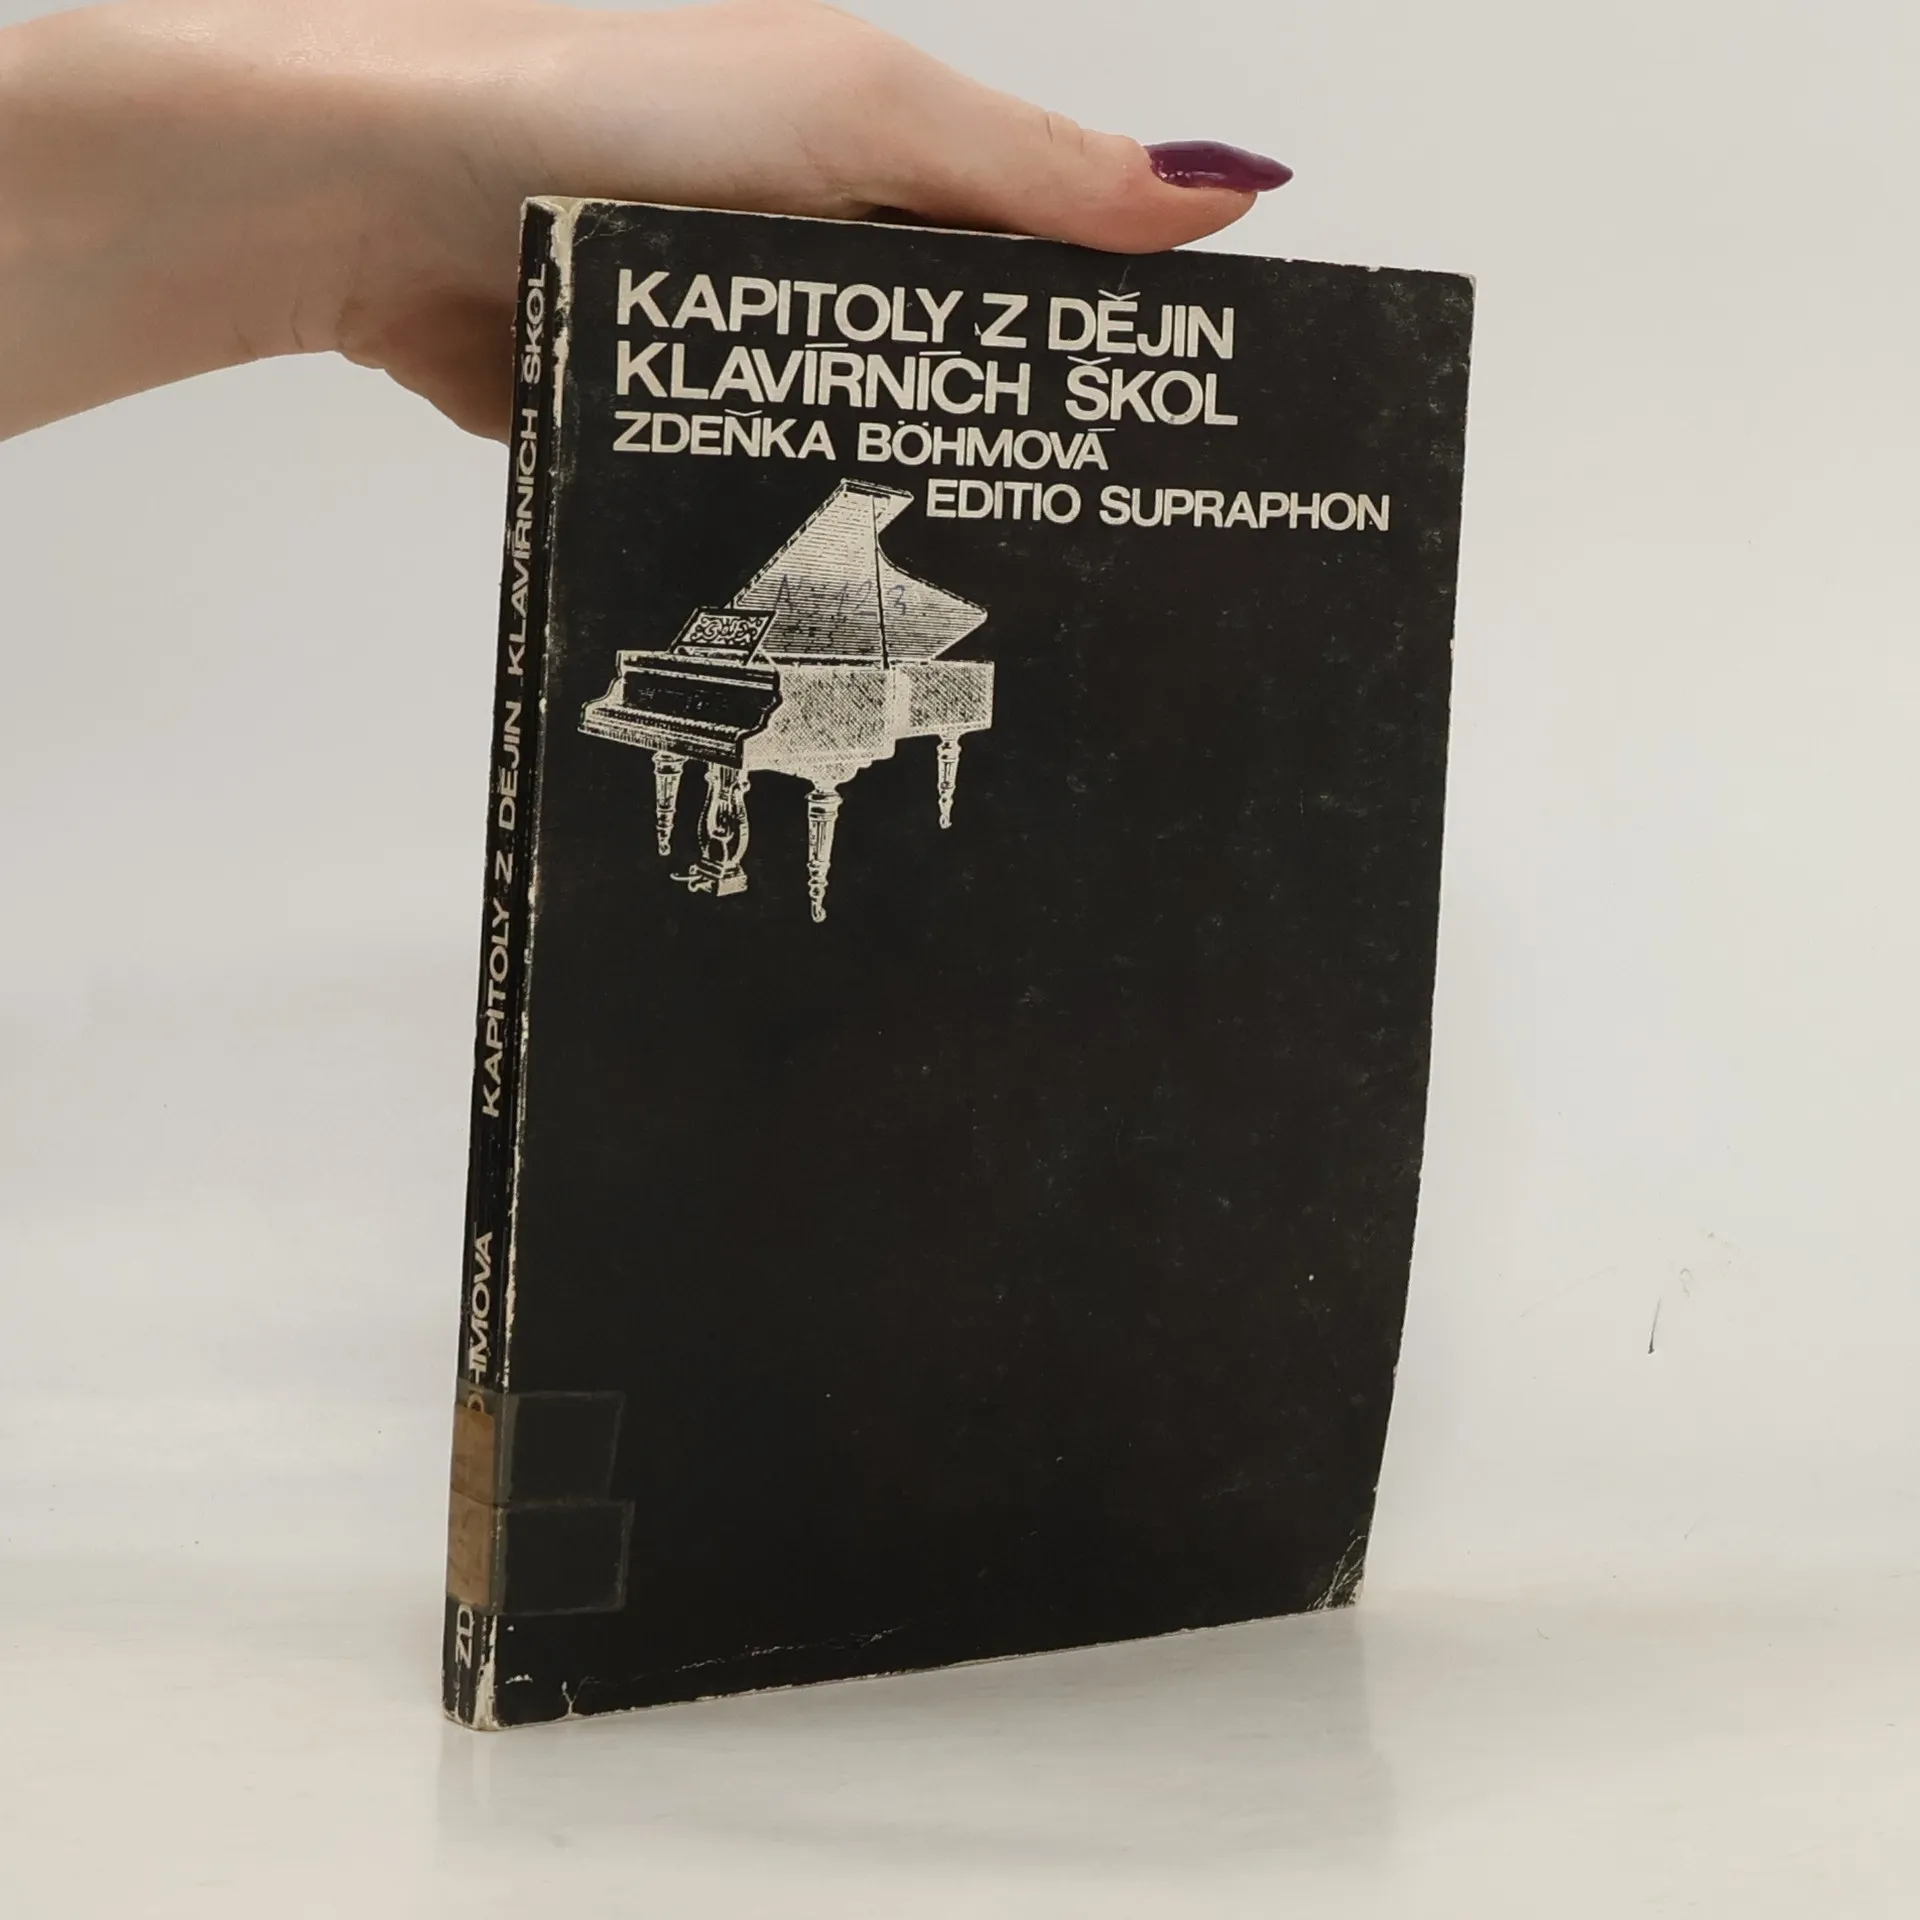 KAPITOLY Z DĚJIN
KLAVÍRNÍCH ŠKOL
ZDEŇKA BÖHMOVÁ
EDITIO SUPRAPHON
KAPITOLY Z DĚJIN KLAVÍRNÍCH ŠKOL